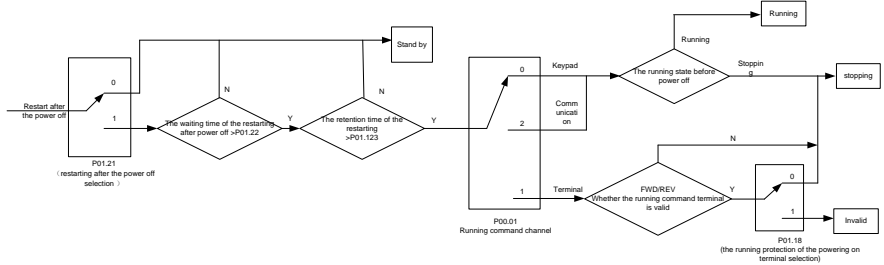 Running
Stand by
Running
Keypad
Stoppin
g
0
0
The running state before
power off
stopping
N
N
Restart after
the power off
Comm
unicati
on
1
The waiting time of the restarting
after power off >P01.22
Y
The retention time of the
restarting
>P01.123
Y
2
N
P01.21
（restarting after the power off
selection ）
1
Terminal
FWD/REV
Whether the running command terminal
is valid
Y
0
1
Invalid
P00.01
Running command channel
P01.18
(the running protection of the powering on
terminal selection)